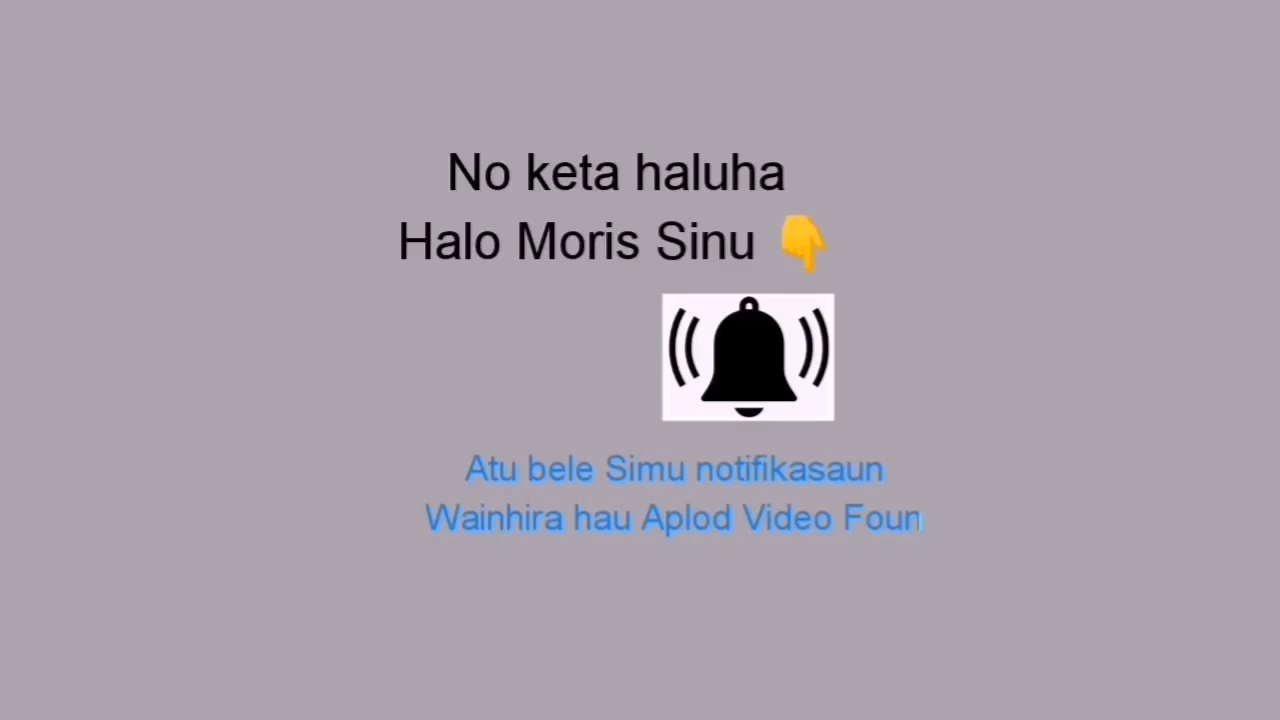 No keta haluha
Halo Moris Sinu 👇
Atu bele Simu notifikasaun
Wainhira hau Aplod Video Foun